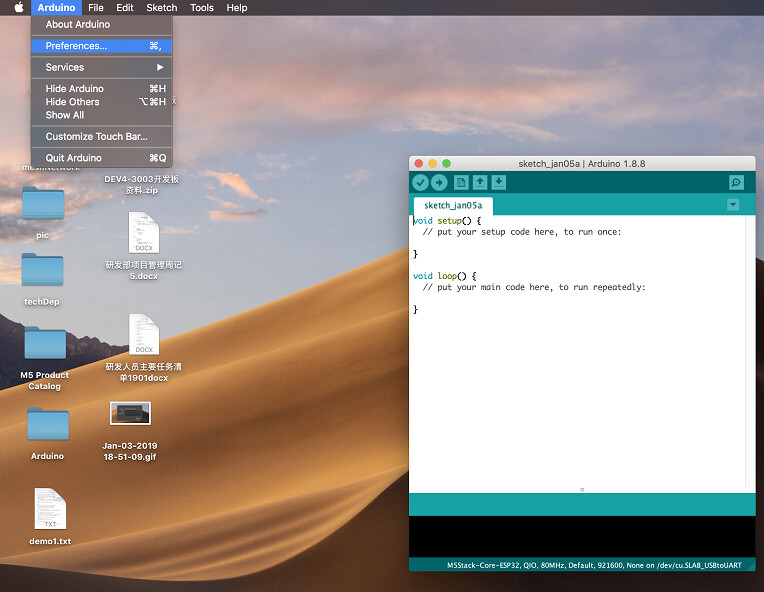 Arduino File Edit Sketch Tools Help
About Arduino
Preferences... ⌘,
Services ▶
Hide Arduino ⌘H
Hide Others ⌥⌘H
Show All
Customize Touch Bar...
Quit Arduino ⌘Q
DEV4-3003开发板
资料.zip
pic
DOCX
研发部项目管理周记
5.docx
techDep
DOCX
M5 Product
Catalog
研发人员主要任务清
单1901docx
Arduino
Jan-03-2019
18-51-09.gif
TXT
demo1.txt
sketch_jan05a | Arduino 1.8.8
sketch_jan05a
void setup() {
// put your setup code here, to run once:
}
void loop() {
// put your main code here, to run repeatedly:
}
M5Stack-Core-ESP32, QIO, 80MHz, Default, 921600, None on /dev/cu.SLAB_USBtoUART